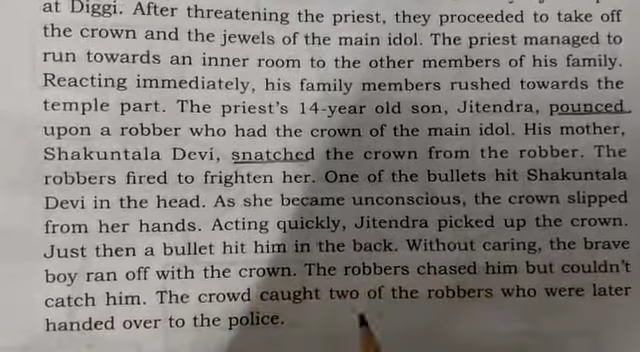 at Diggi. After threatening the priest, they proceeded to take off
the crown and the jewels of the main idol. The priest managed to
run towards an inner room to the other members of his family.
Reacting immediately, his family members rushed towards the
temple part. The priest's 14-year old son, Jitendra, pounced
upon a robber who had the crown of the main idol. His mother,
Shakuntala Devi, snatched the crown from the robber. The
robbers fired to frighten her. One of the bullets hit Shakuntala
Devi in the head. As she became unconscious, the crown slipped
from her hands. Acting quickly, Jitendra picked up the crown.
Just then a bullet hit him in the back. Without caring, the brave
boy ran off with the crown. The robbers chased him but couldn't
catch him. The crowd caught two of the robbers who were later
handed over to the police.